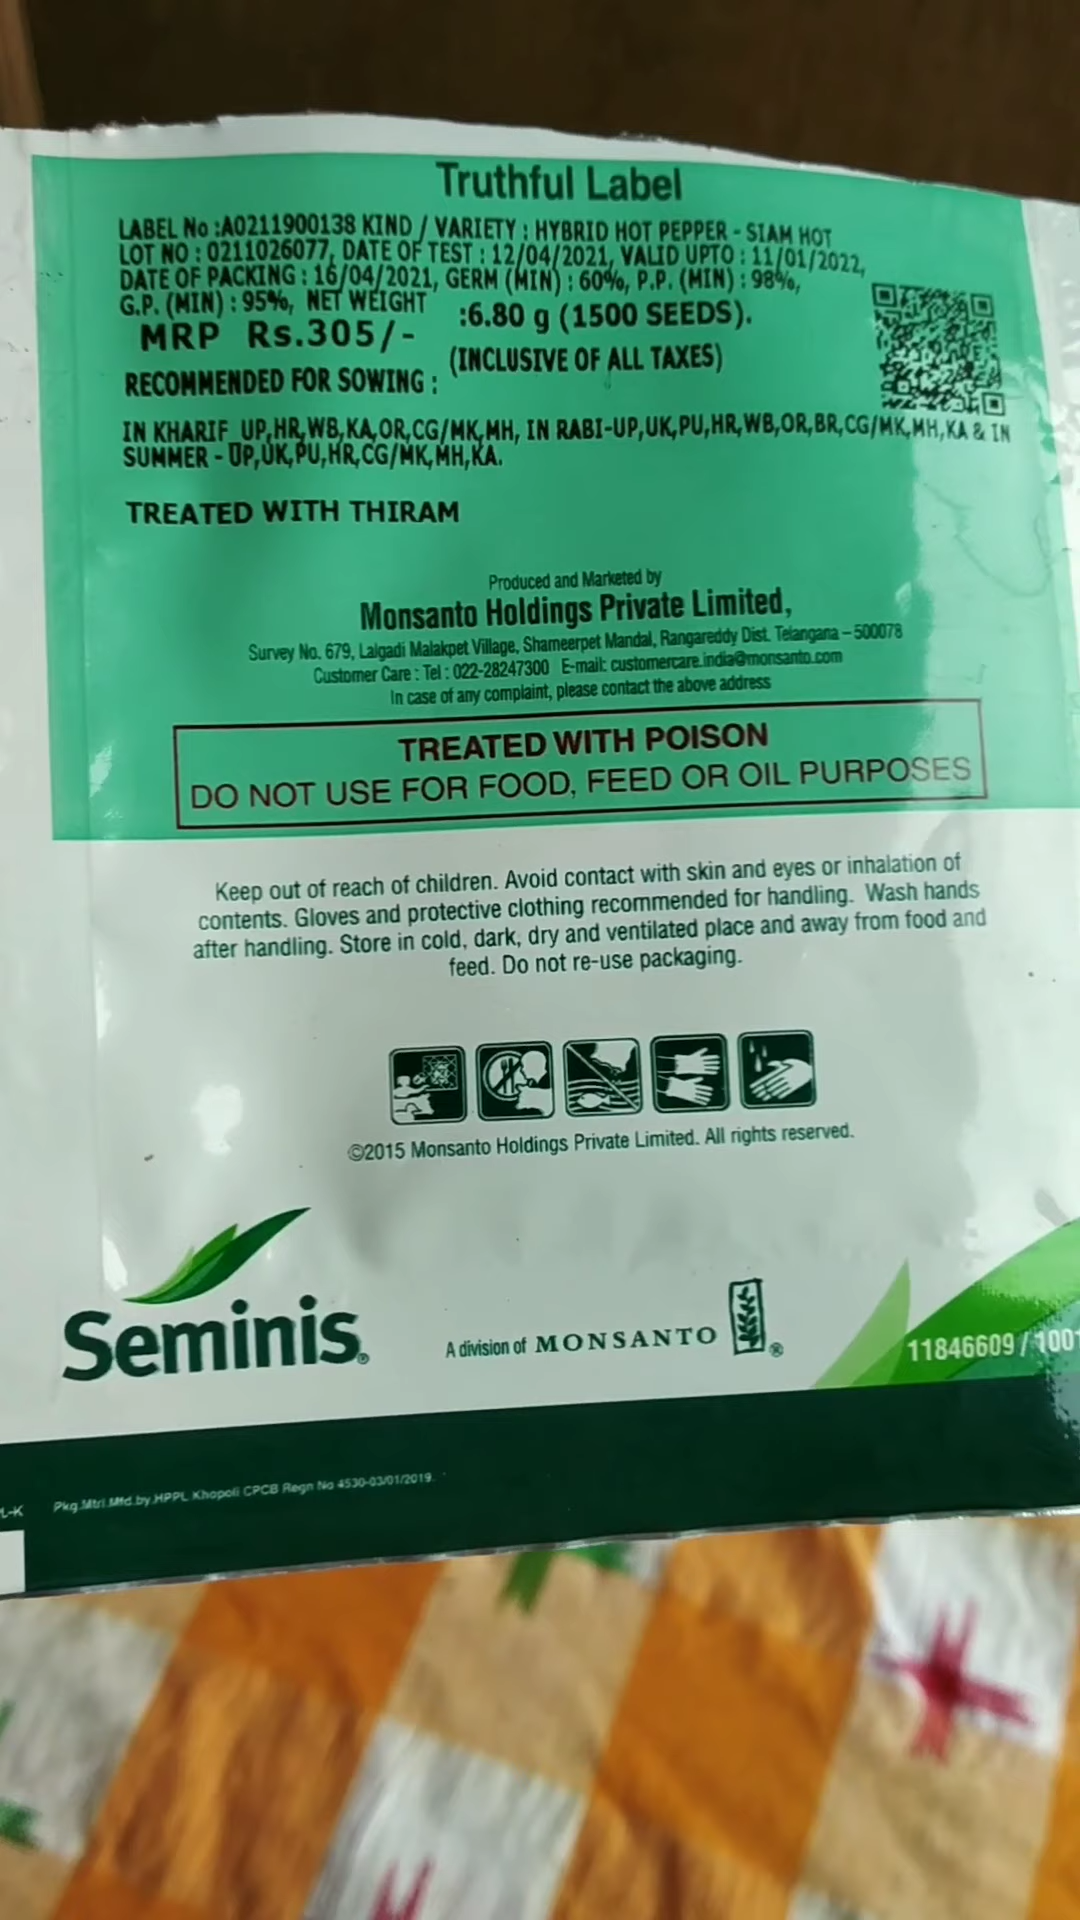 Truthful Label
LABEL No :A0211900138 KIND / VARIETY : HYBRID HOT PEPPER - SIAM HOT
LOT NO : 0211026077, DATE OF TEST : 12/04/2021, VALID UPTO : 11/01/2022,
DATE OF PACKING : 16/04/2021, GERM (MIN) : 60%, P.P. (MIN) : 98%,
G.P. (MIN) : 95%, NET WEIGHT :6.80 g (1500 SEEDS).
MRP Rs.305/- (INCLUSIVE OF ALL TAXES)
RECOMMENDED FOR SOWING :
IN KHARIF UP,HR,WB,KA,OR,CG/MK,MH, IN RABI-UP,UK,PU,HR,WB,OR,BR,CG/MK,MH,KA & IN
SUMMER - UP,UK,PU,HR,CG/MK,MH,KA.
TREATED WITH THIRAM
Produced and Marketed by
Monsanto Holdings Private Limited,
Survey No. 679, Lalgadi Malakpet Village, Shameerpet Mandal, Rangareddy Dist. Telangana – 500078
Customer Care : Tel : 022-28247300 E-mail: customercare.india@monsanto.com
In case of any complaint, please contact the above address
TREATED WITH POISON
DO NOT USE FOR FOOD, FEED OR OIL PURPOSES
Keep out of reach of children. Avoid contact with skin and eyes or inhalation of
contents. Gloves and protective clothing recommended for handling. Wash hands
after handling. Store in cold, dark, dry and ventilated place and away from food and
feed. Do not re-use packaging.
©2015 Monsanto Holdings Private Limited. All rights reserved.
Seminis®
A division of MONSANTO ®
11846609 / 1001
Pkg.Mtrl.Mfd.by.HPPL Khopoli CPCB Regn No 4530-03/01/2019.
L-K